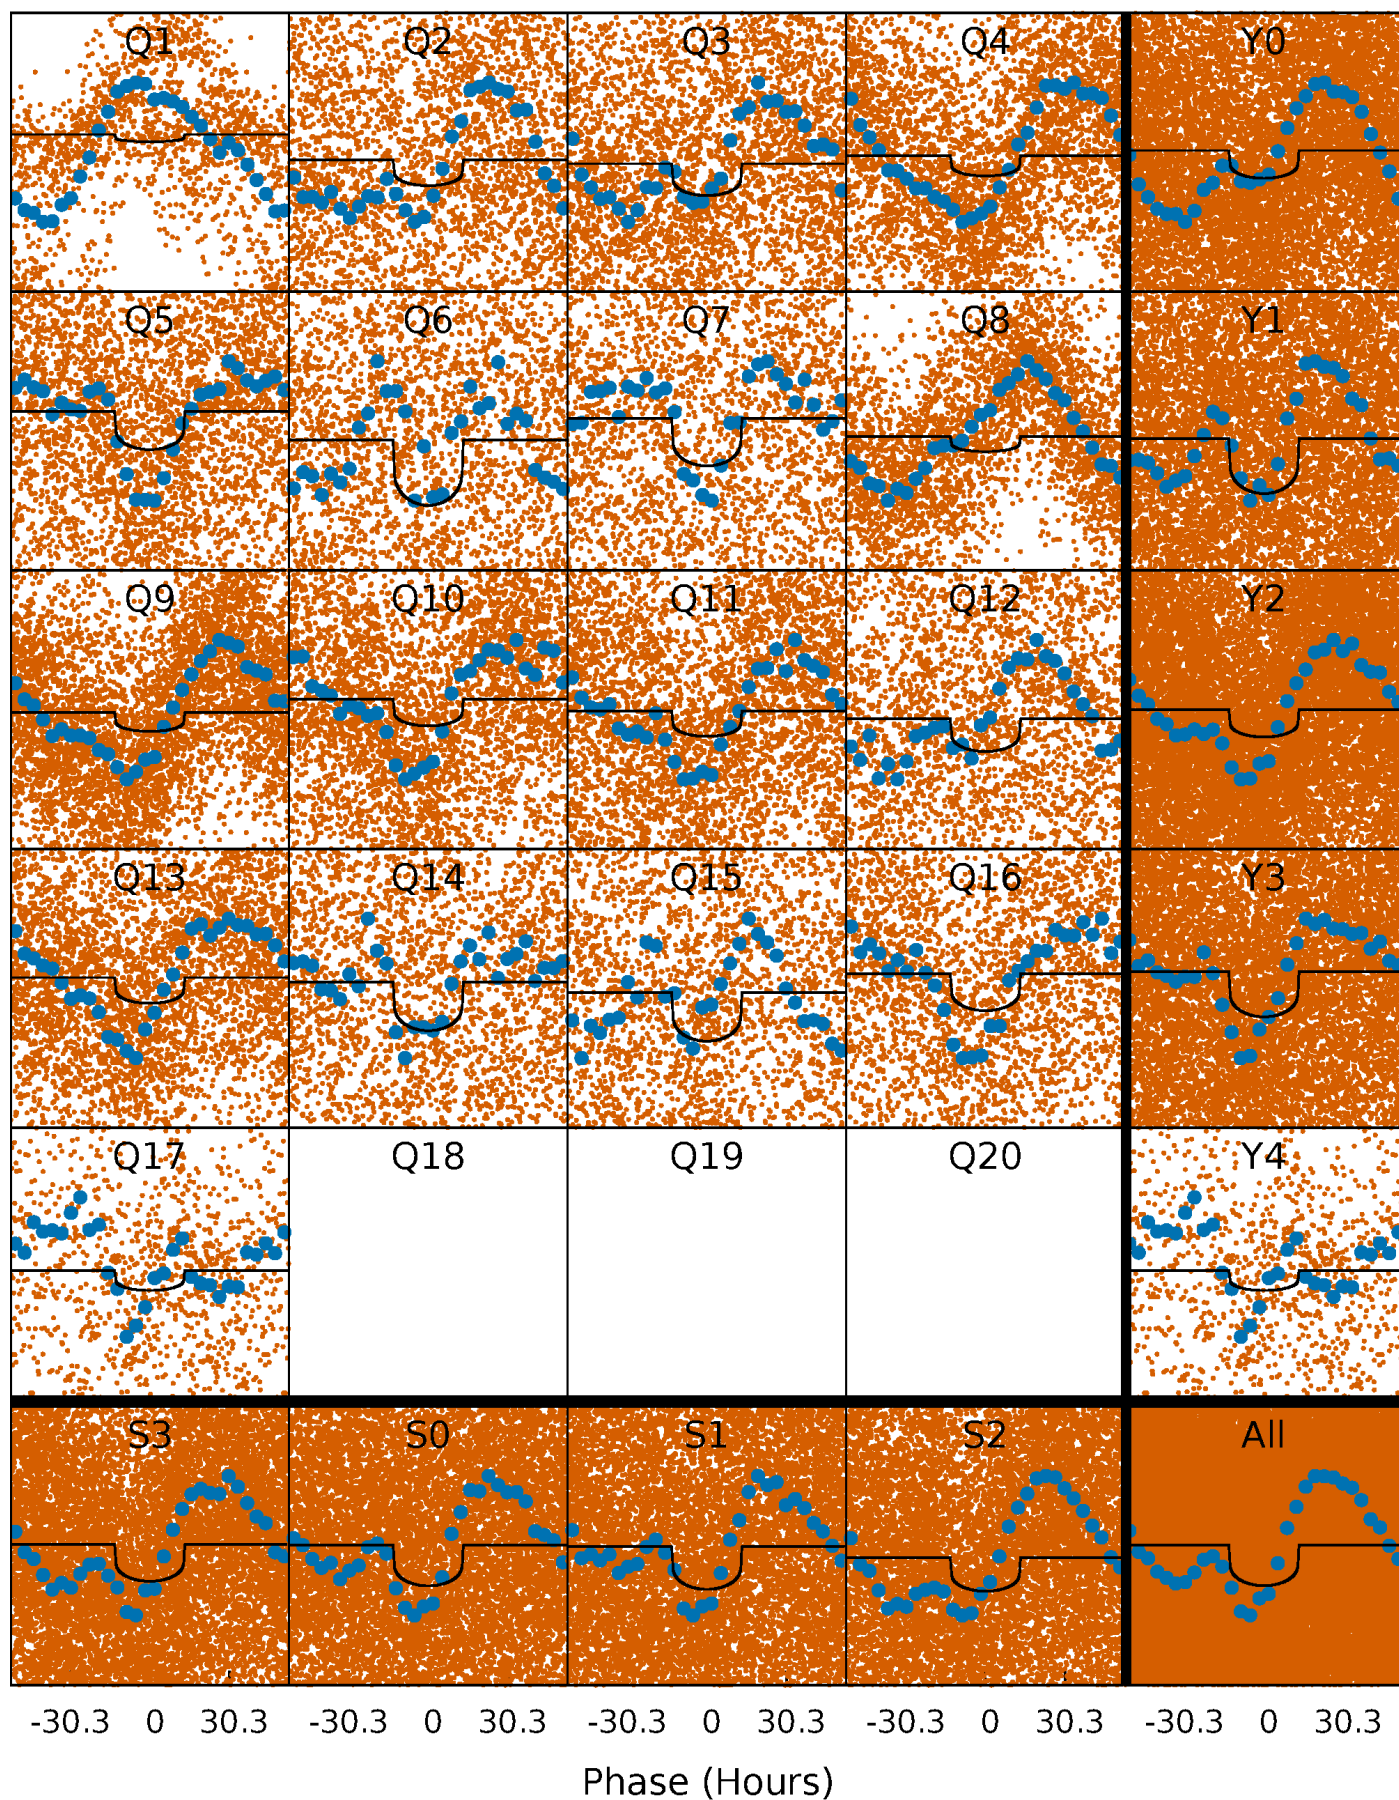 Q1 Q2 Q3 Q4 Y0
Q5 Q6 Q7 Q8 Y1
Q9 Q10 Q11 Q12 Y2
Q13 Q14 Q15 Q16 Y3
Q17 Q18 Q19 Q20 Y4
S3 S0 S1 S2 All
-30.3 0 30.3 -30.3 0 30.3 -30.3 0 30.3 -30.3 0 30.3 -30.3 0 30.3
Phase (Hours)